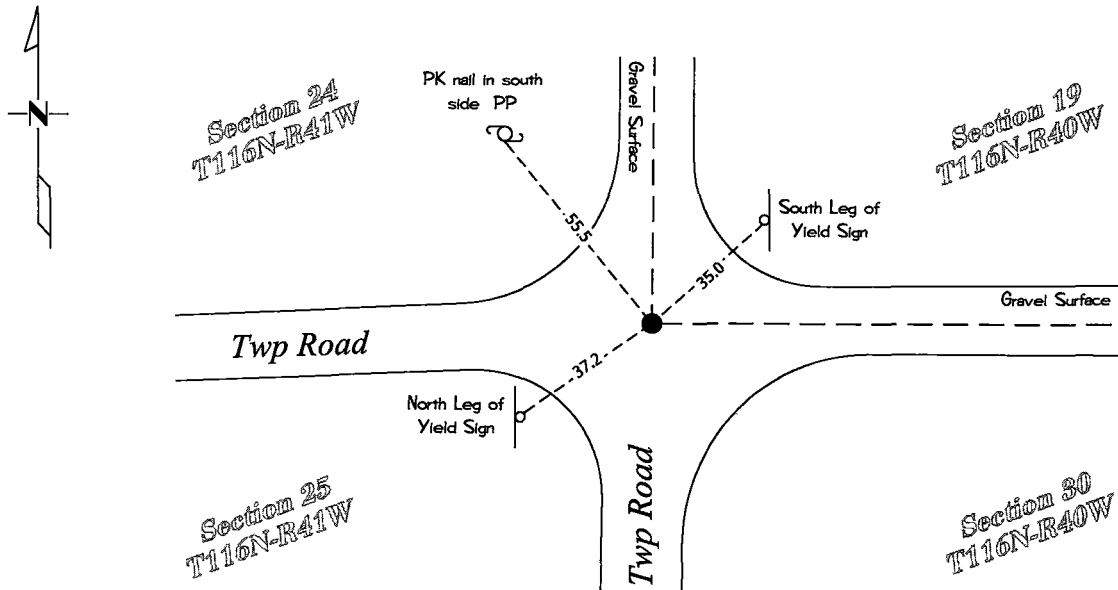 N
Section 24
T116N-R41W
PK nail in south
side PP
Gravel Surface
Section 19
T116N-R40W
55.5
South Leg of
Yield Sign
35.0
Gravel Surface
Twp Road
37.2
North Leg of
Yield Sign
Twp Road
Section 25
T116N-R41W
Section 30
T116N-R40W